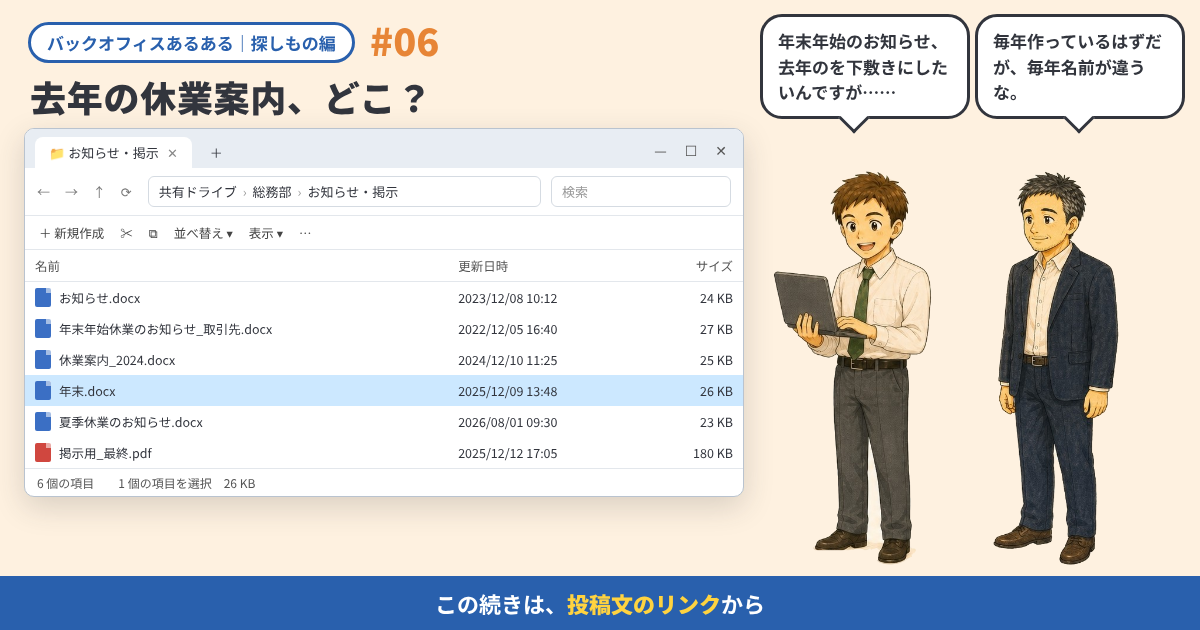 バックオフィスあるある｜探しもの編 #06
去年の休業案内、どこ？
年末年始のお知らせ、
去年のを下敷きにした
いんですが……
毎年作っているはずだ
が、毎年名前が違う
な。
お知らせ・掲示 ✕ ＋ — □ ✕
← → ↑ ⟳ 共有ドライブ › 総務部 › お知らせ・掲示 検索
＋ 新規作成 ✂ ⧉ 並べ替え ▾ 表示 ▾ …
名前 更新日時 サイズ
お知らせ.docx 2023/12/08 10:12 24 KB
年末年始休業のお知らせ_取引先.docx 2022/12/05 16:40 27 KB
休業案内_2024.docx 2024/12/10 11:25 25 KB
年末.docx 2025/12/09 13:48 26 KB
夏季休業のお知らせ.docx 2026/08/01 09:30 23 KB
掲示用_最終.pdf 2025/12/12 17:05 180 KB
6 個の項目 1 個の項目を選択 26 KB
この続きは、投稿文のリンクから